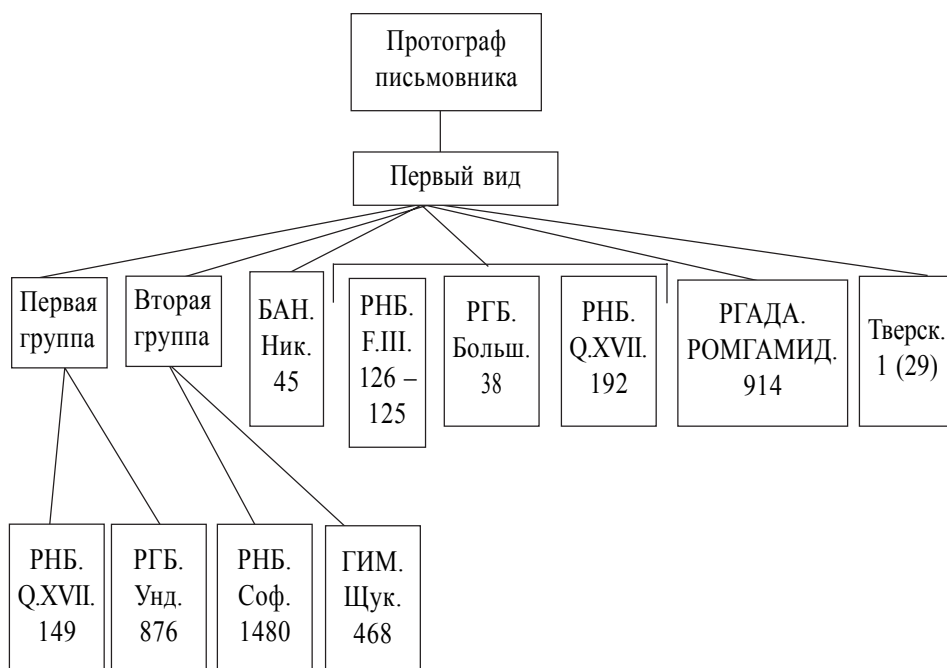 Протограф
письмовника
Первый вид
Первая
группа
Вторая
группа
БАН.
Ник.
45
РНБ.
F.III.
126 –
125
РГБ.
Больш.
38
РНБ.
Q.XVII.
192
РГАДА.
РОМГАМИД.
914
Тверск.
1 (29)
РНБ.
Q.XVII.
149
РГБ.
Унд.
876
РНБ.
Соф.
1480
ГИМ.
Щук.
468